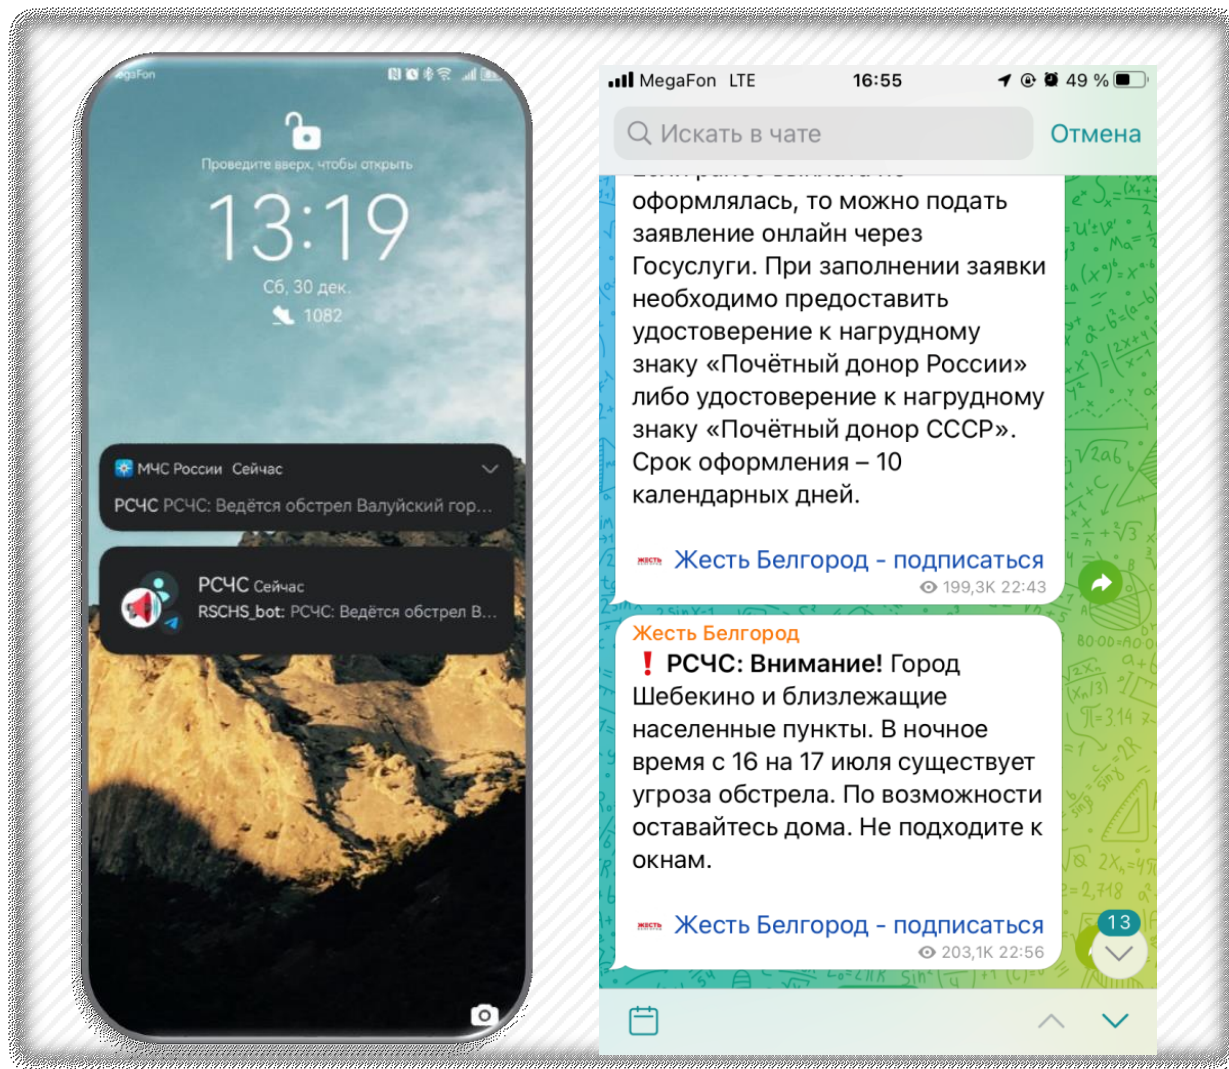 MegaFon
Проведите вверх, чтобы открыть
13:19
Сб, 30 дек.
1082
МЧС России Сейчас
РСЧС РСЧС: Ведётся обстрел Валуйский гор...
РСЧС Сейчас
RSCHS_bot: РСЧС: Ведётся обстрел В...
MegaFon LTE
16:55
49 %
Искать в чате
Отмена
оформлялась, то можно подать
заявление онлайн через
Госуслуги. При заполнении заявки
необходимо предоставить
удостоверение к нагрудному
знаку «Почётный донор России»
либо удостоверение к нагрудному
знаку «Почётный донор СССР».
Срок оформления – 10
календарных дней.
Жесть Белгород - подписаться
199,3K 22:43
Жесть Белгород
❗ РСЧС: Внимание! Город
Шебекино и близлежащие
населенные пункты. В ночное
время с 16 на 17 июля существует
угроза обстрела. По возможности
оставайтесь дома. Не подходите к
окнам.
Жесть Белгород - подписаться
203,1K 22:56
13